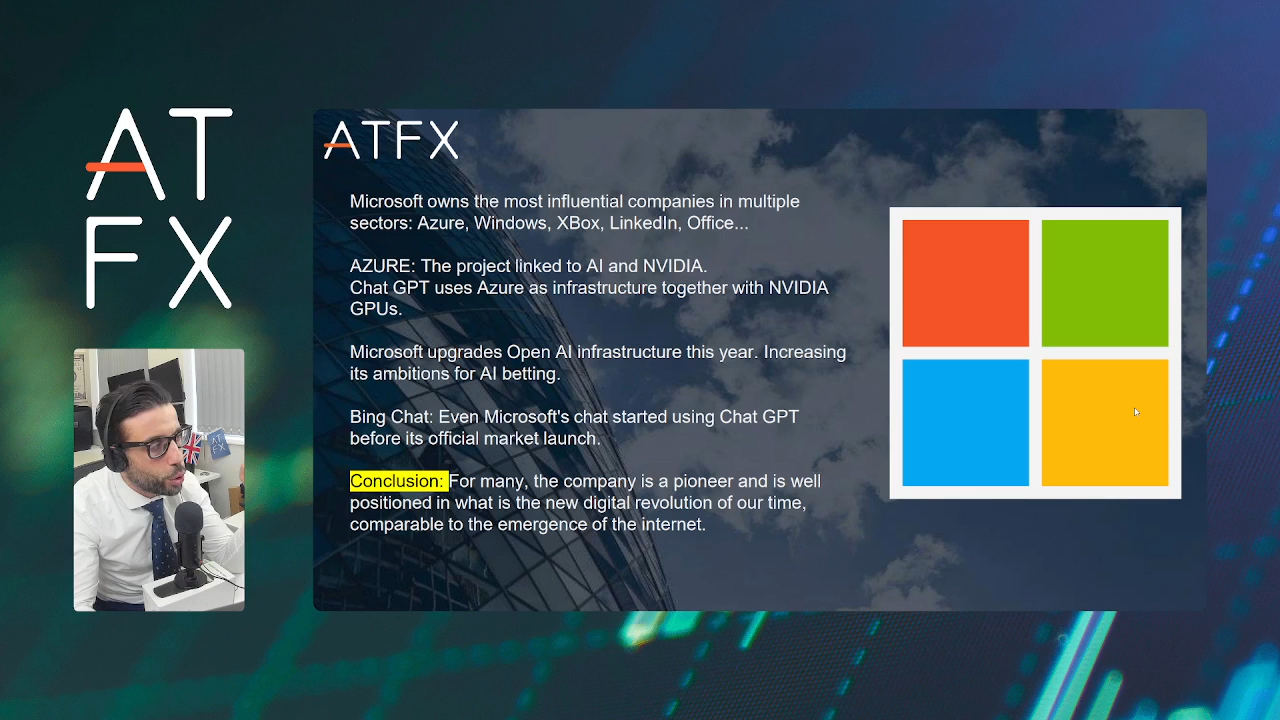 AT
FX
ATFX
Microsoft owns the most influential companies in multiple
sectors: Azure, Windows, XBox, LinkedIn, Office...
AZURE: The project linked to AI and NVIDIA.
Chat GPT uses Azure as infrastructure together with NVIDIA
GPUs.
Microsoft upgrades Open AI infrastructure this year. Increasing
its ambitions for AI betting.
Bing Chat: Even Microsoft's chat started using Chat GPT
before its official market launch.
Conclusion: For many, the company is a pioneer and is well
positioned in what is the new digital revolution of our time,
comparable to the emergence of the internet.
AT
FX